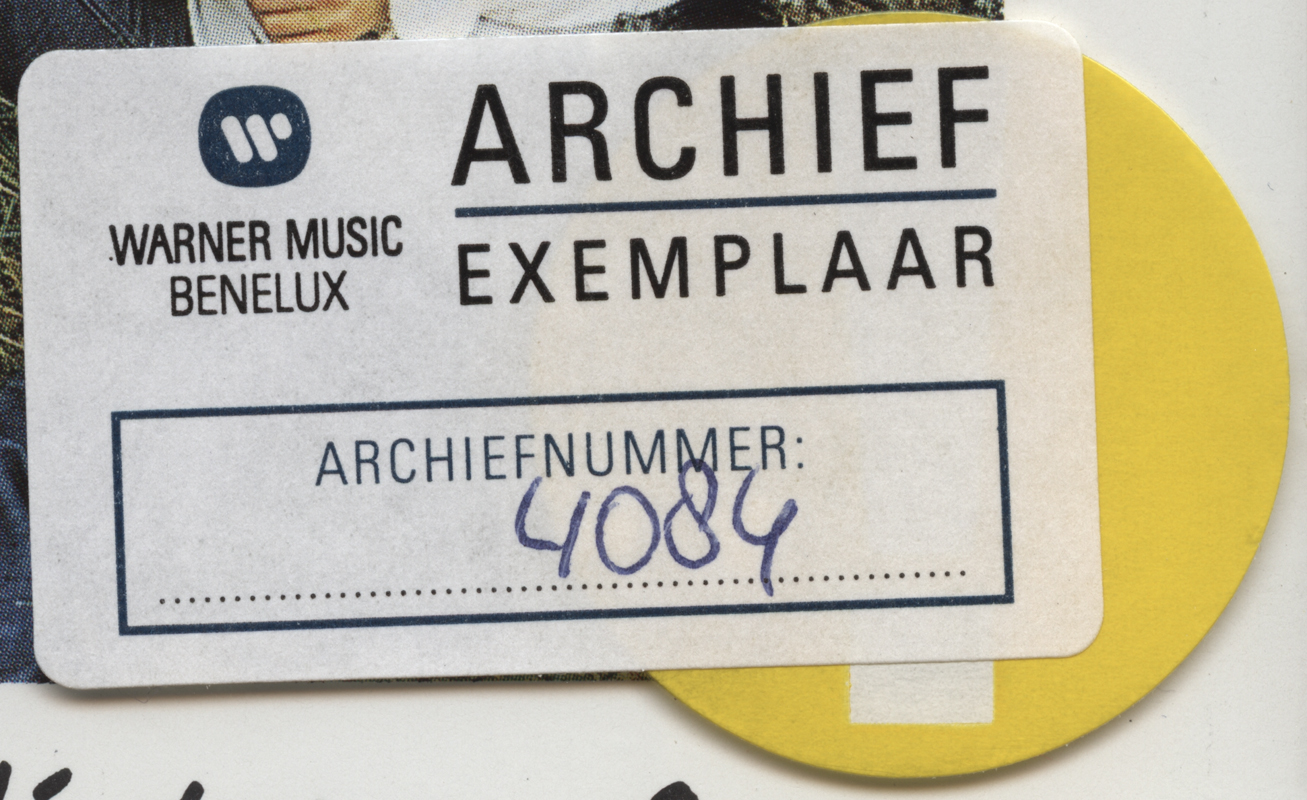 WARNER MUSIC
BENELUX
ARCHIEF
EXEMPLAAR
ARCHIEFNUMMER:
4084